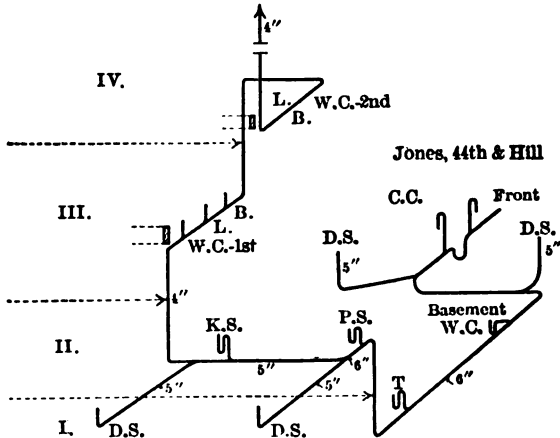 4"
IV.
L.
W.C.-2nd
B.
Jones, 44th & Hill
III.
B.
L.
W.C.-1st
C.C.
Front
D.S.
5"
D.S.
5"
4"
K.S.
P.S.
Basement
W.C.
II.
5"
6"
5"
5"
T
6"
I.
D.S.
D.S.